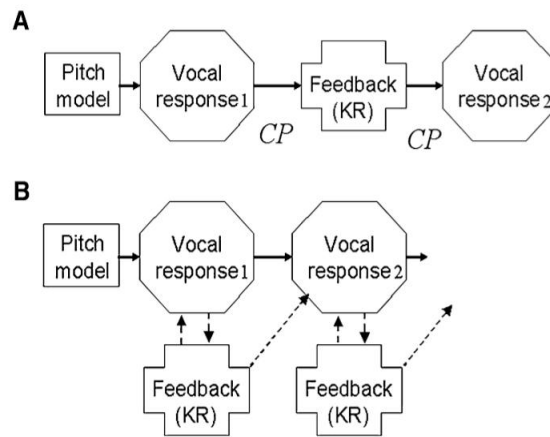 A
Pitch
model
Vocal
response1
Feedback
(KR)
Vocal
response2
CP
CP
B
Pitch
model
Vocal
response1
Vocal
response2
Feedback
(KR)
Feedback
(KR)